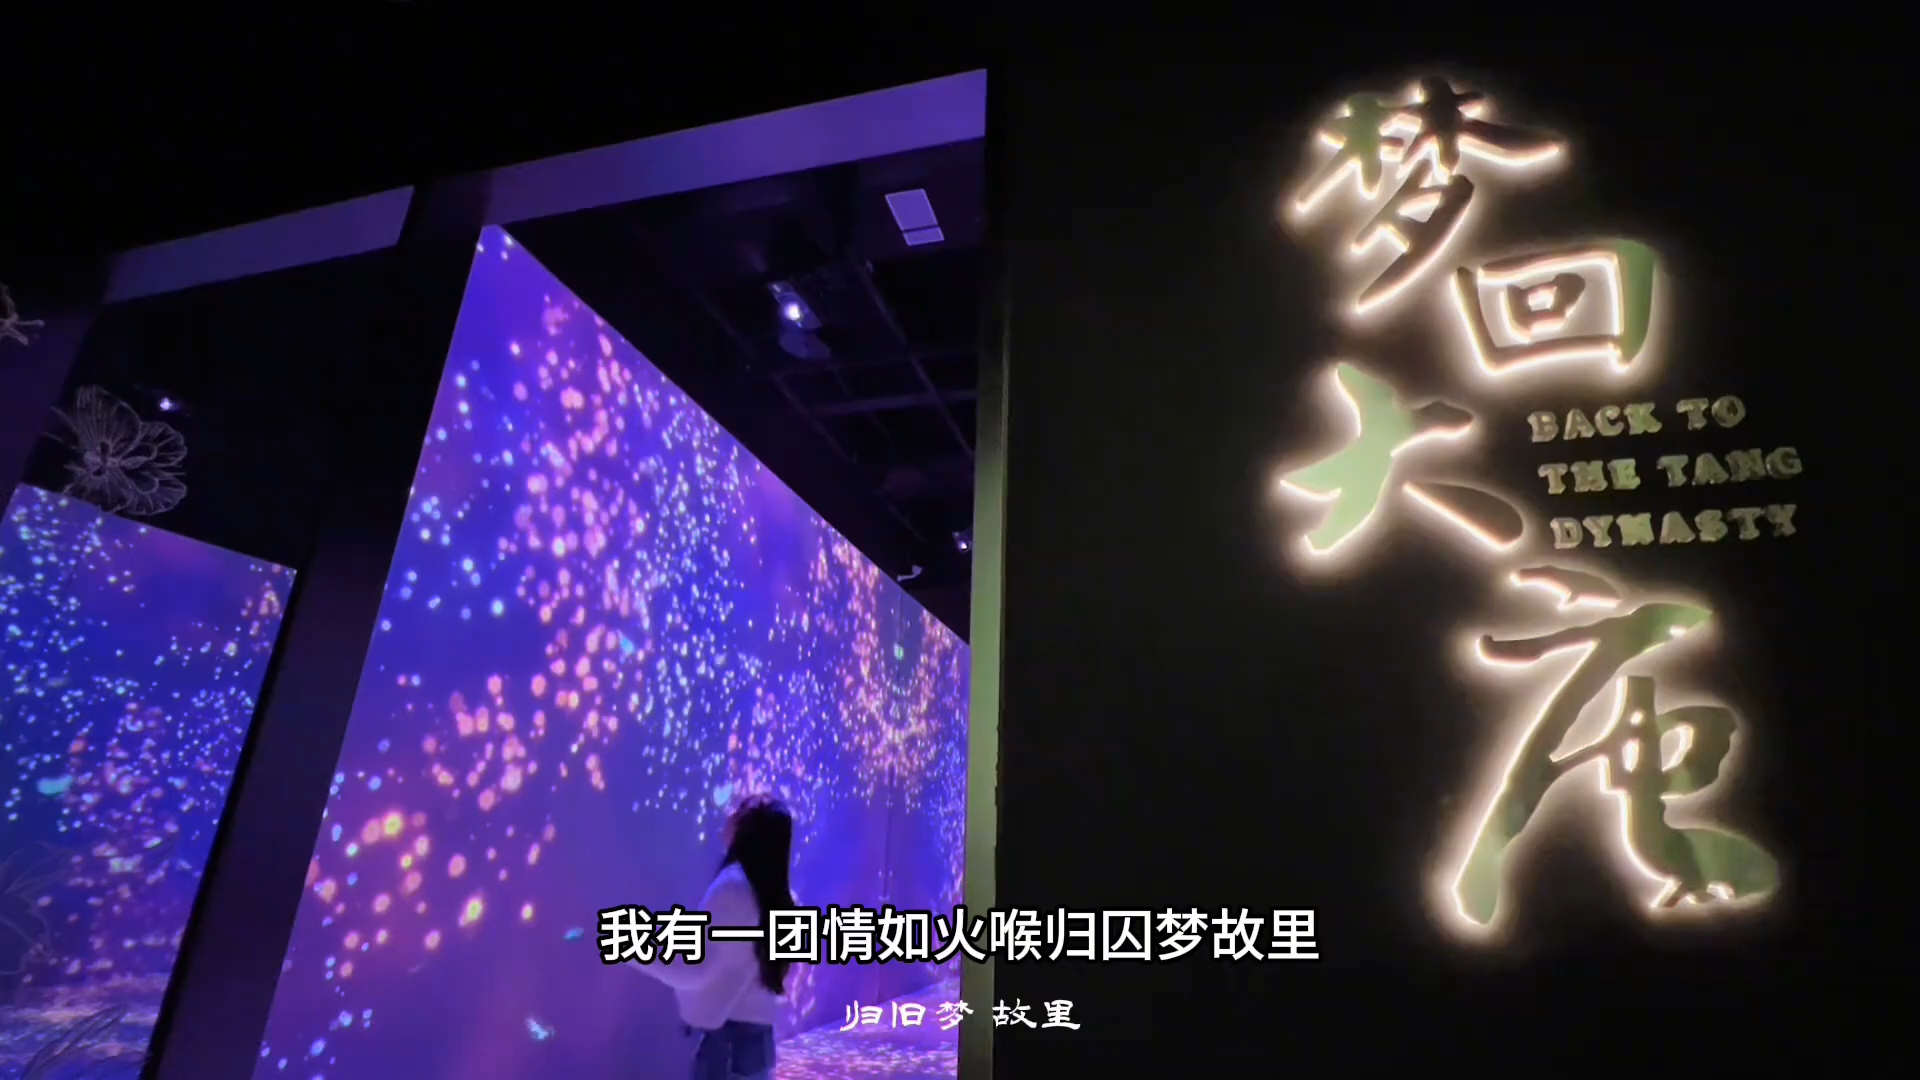 梦回大唐
BACK TO
THE TANG
DYNASTY
我有一团情如火喉归囚梦故里
归旧梦 故里